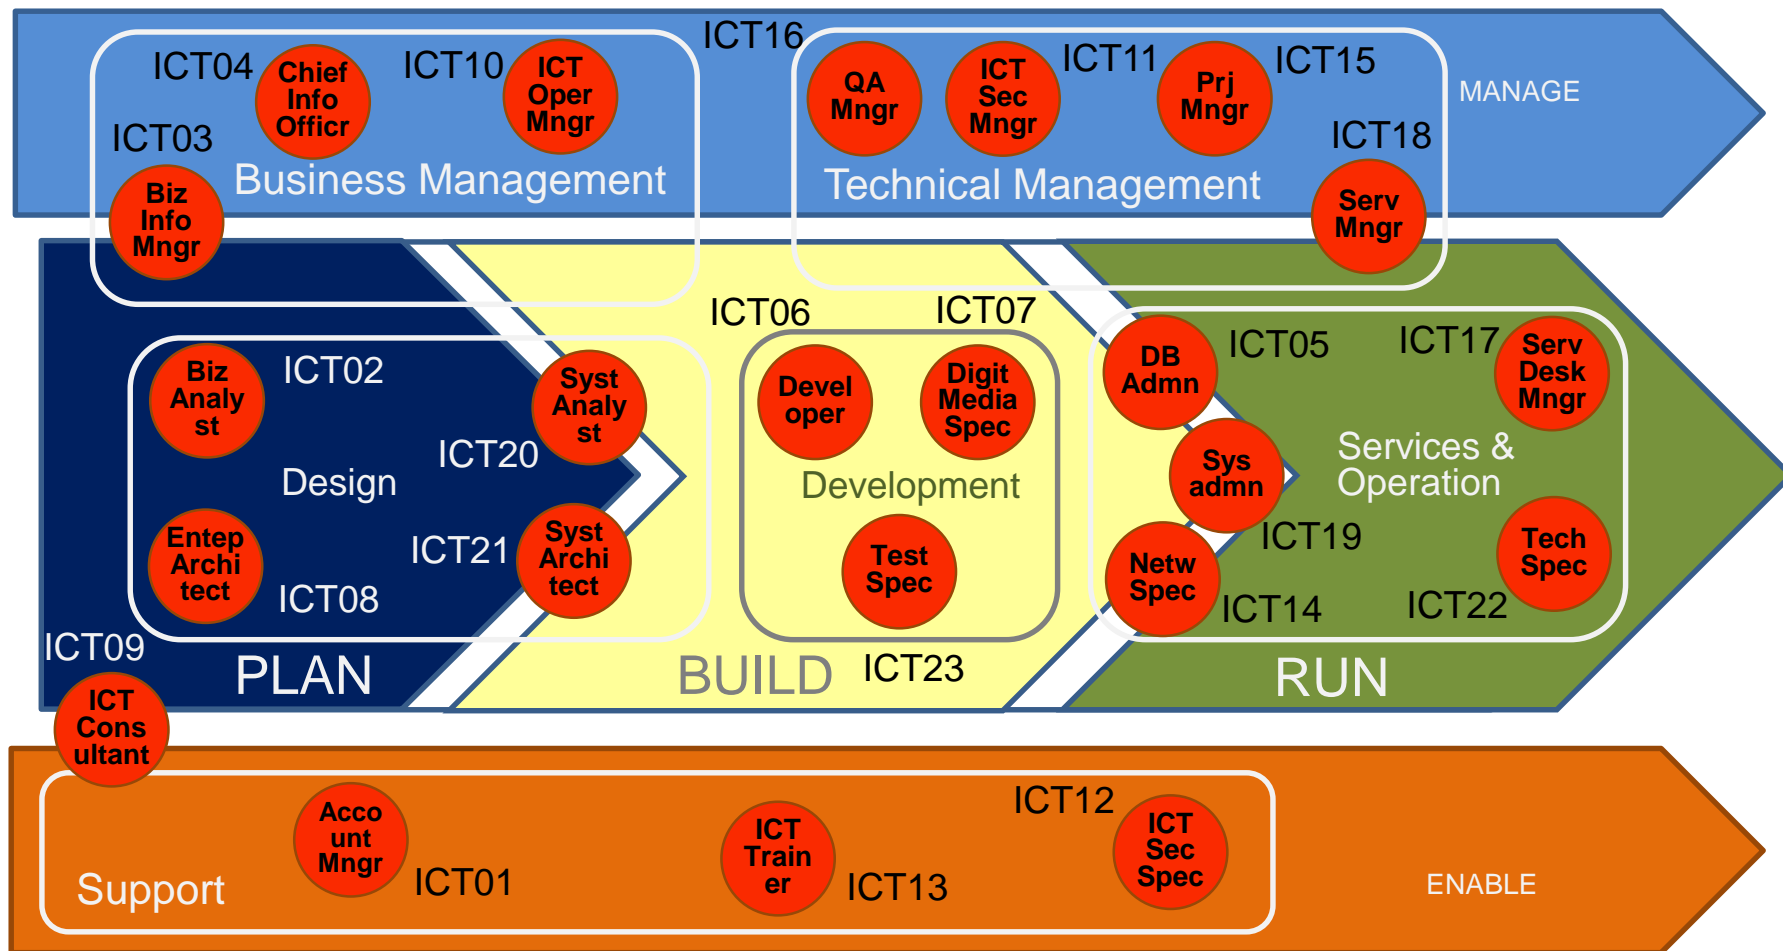 ICT16
ICT04
Chief
Info
Officr
ICT10
ICT
Oper
Mngr
QA
Mngr
ICT
Sec
Mngr
ICT11
Prj
Mngr
ICT15
MANAGE
ICT03
ICT18
Biz
Info
Mngr
Business Management
Technical Management
Serv
Mngr
ICT06
ICT07
Biz
Analy
st
ICT02
Syst
Analy
st
ICT20
Design
Entep
Archi
tect
ICT08
ICT21
Syst
Archi
tect
Devel
oper
Digit
Media
Spec
Development
Test
Spec
ICT23
DB
Admn
ICT05
ICT17
Serv
Desk
Mngr
Sys
admn
Services &
Operation
ICT19
Netw
Spec
ICT14
ICT22
Tech
Spec
ICT09
PLAN
BUILD
RUN
ICT
Cons
ultant
Acco
unt
Mngr
ICT01
ICT
Train
er
ICT13
ICT12
ICT
Sec
Spec
Support
ENABLE